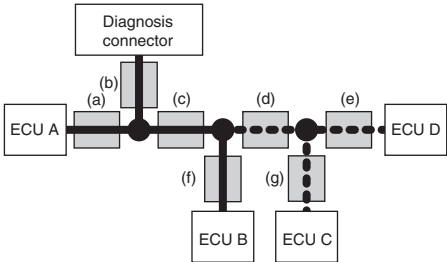 Diagnosis
connector
(b)
(a)
(c)
(d)
(e)
ECU A
ECU D
(f)
(g)
ECU B
ECU C